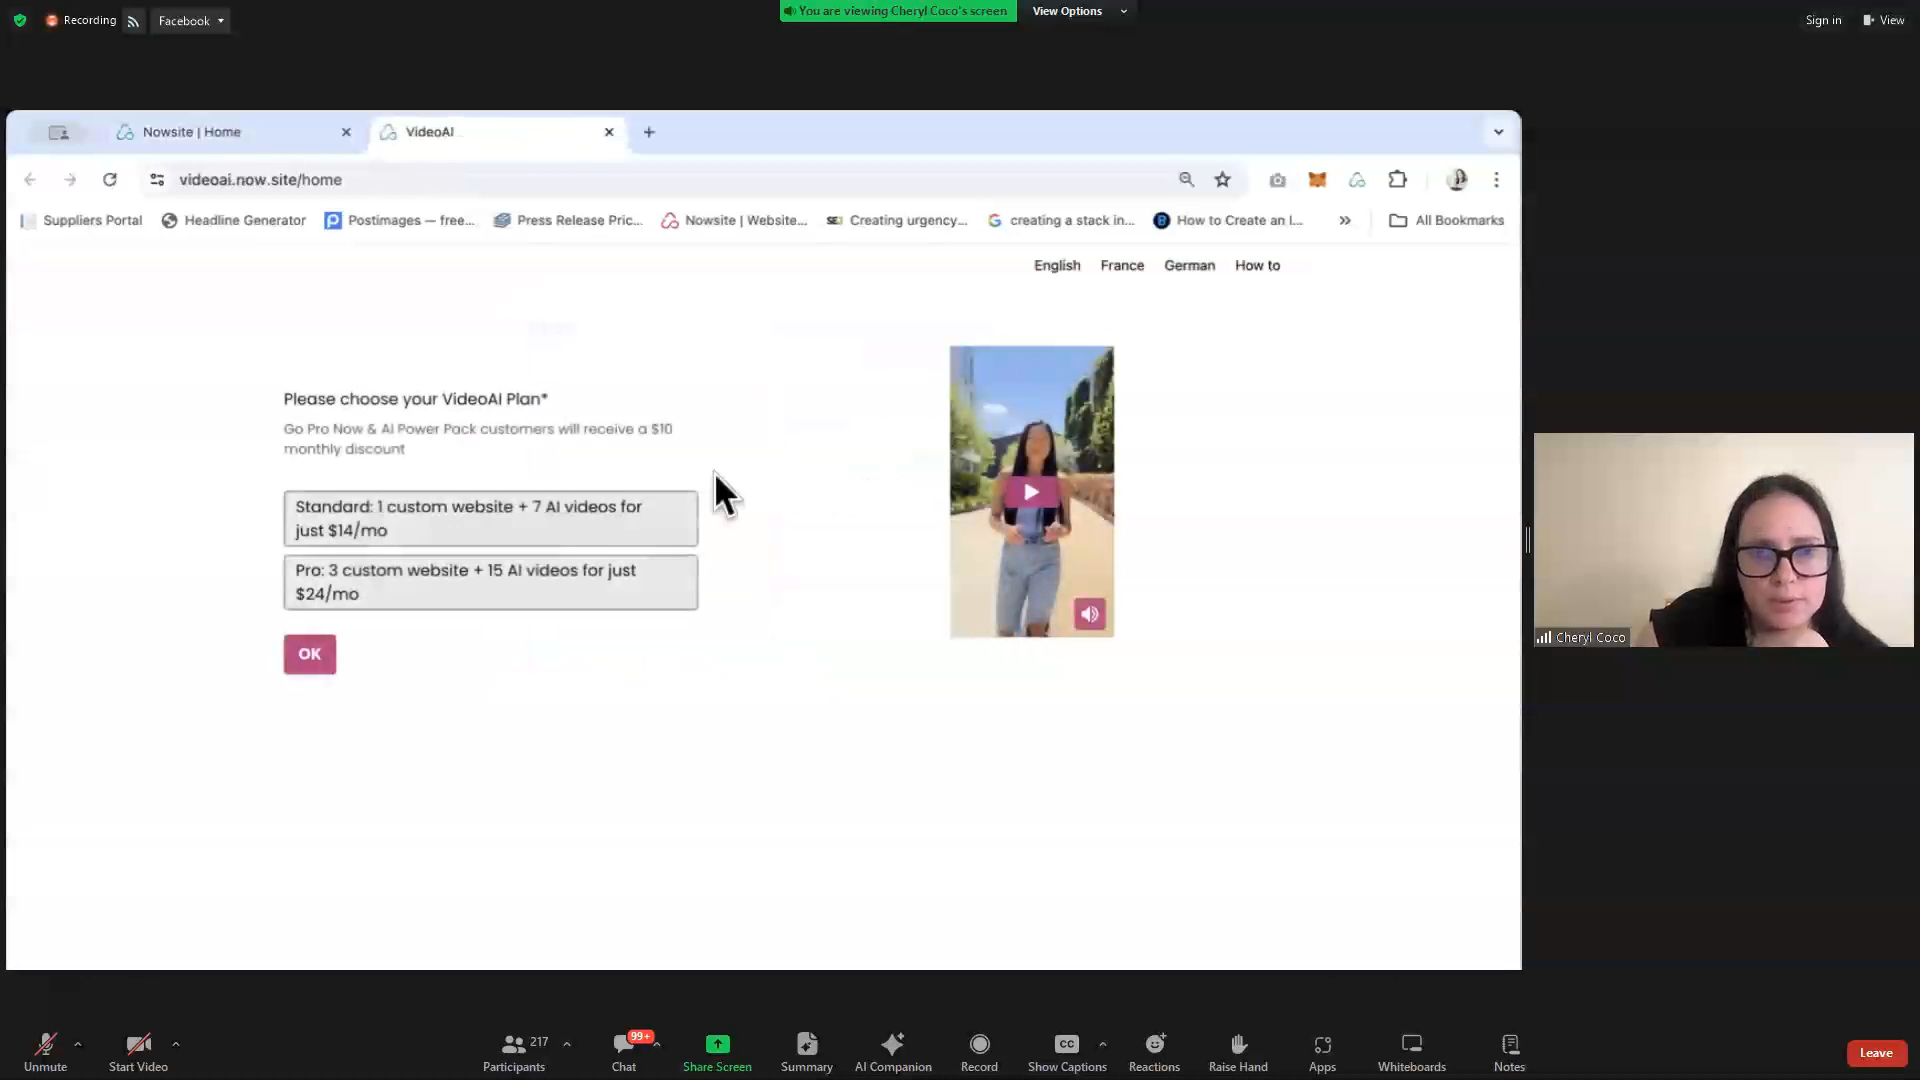 Recording
Facebook
You are viewing Cheryl Coco's screen
View Options
Sign in
View
Nowsite | Home
VideoAI
videoai.now.site/home
Suppliers Portal
Headline Generator
Postimages — free...
Press Release Pric...
Nowsite | Website...
Creating urgency...
creating a stack in...
How to Create an I...
»
All Bookmarks
English
France
German
How to
Please choose your VideoAI Plan*
Go Pro Now & AI Power Pack customers will receive a $10
monthly discount
Standard: 1 custom website + 7 AI videos for
just $14/mo
Pro: 3 custom website + 15 AI videos for just
$24/mo
OK
Cheryl Coco
Unmute
Start Video
217
Participants
99+
Chat
Share Screen
Summary
AI Companion
Record
CC
Show Captions
Reactions
Raise Hand
Apps
Whiteboards
Notes
Leave